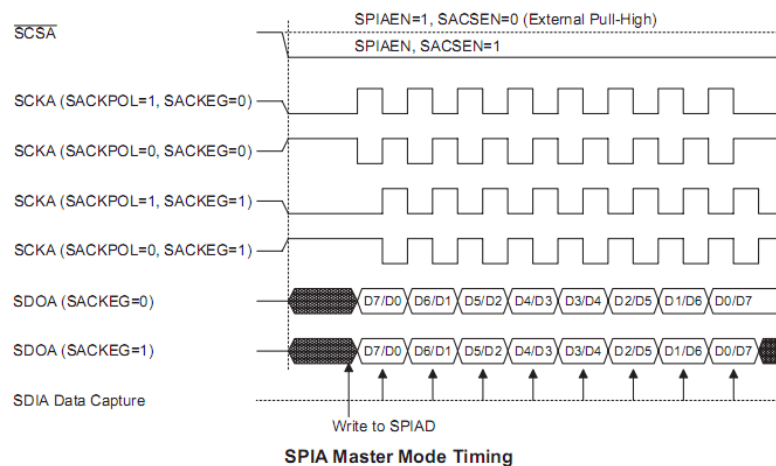 SPIAEN=1, SACSEN=0 (External Pull-High)
SCSA
SPIAEN, SACSEN=1
SCKA (SACKPOL=1, SACKEG=0)
SCKA (SACKPOL=0, SACKEG=0)
SCKA (SACKPOL=1, SACKEG=1)
SCKA (SACKPOL=0, SACKEG=1)
SDOA (SACKEG=0) D7/D0 D6/D1 D5/D2 D4/D3 D3/D4 D2/D5 D1/D6 D0/D7
SDOA (SACKEG=1) D7/D0 D6/D1 D5/D2 D4/D3 D3/D4 D2/D5 D1/D6 D0/D7
SDIA Data Capture
Write to SPIAD
SPIA Master Mode Timing